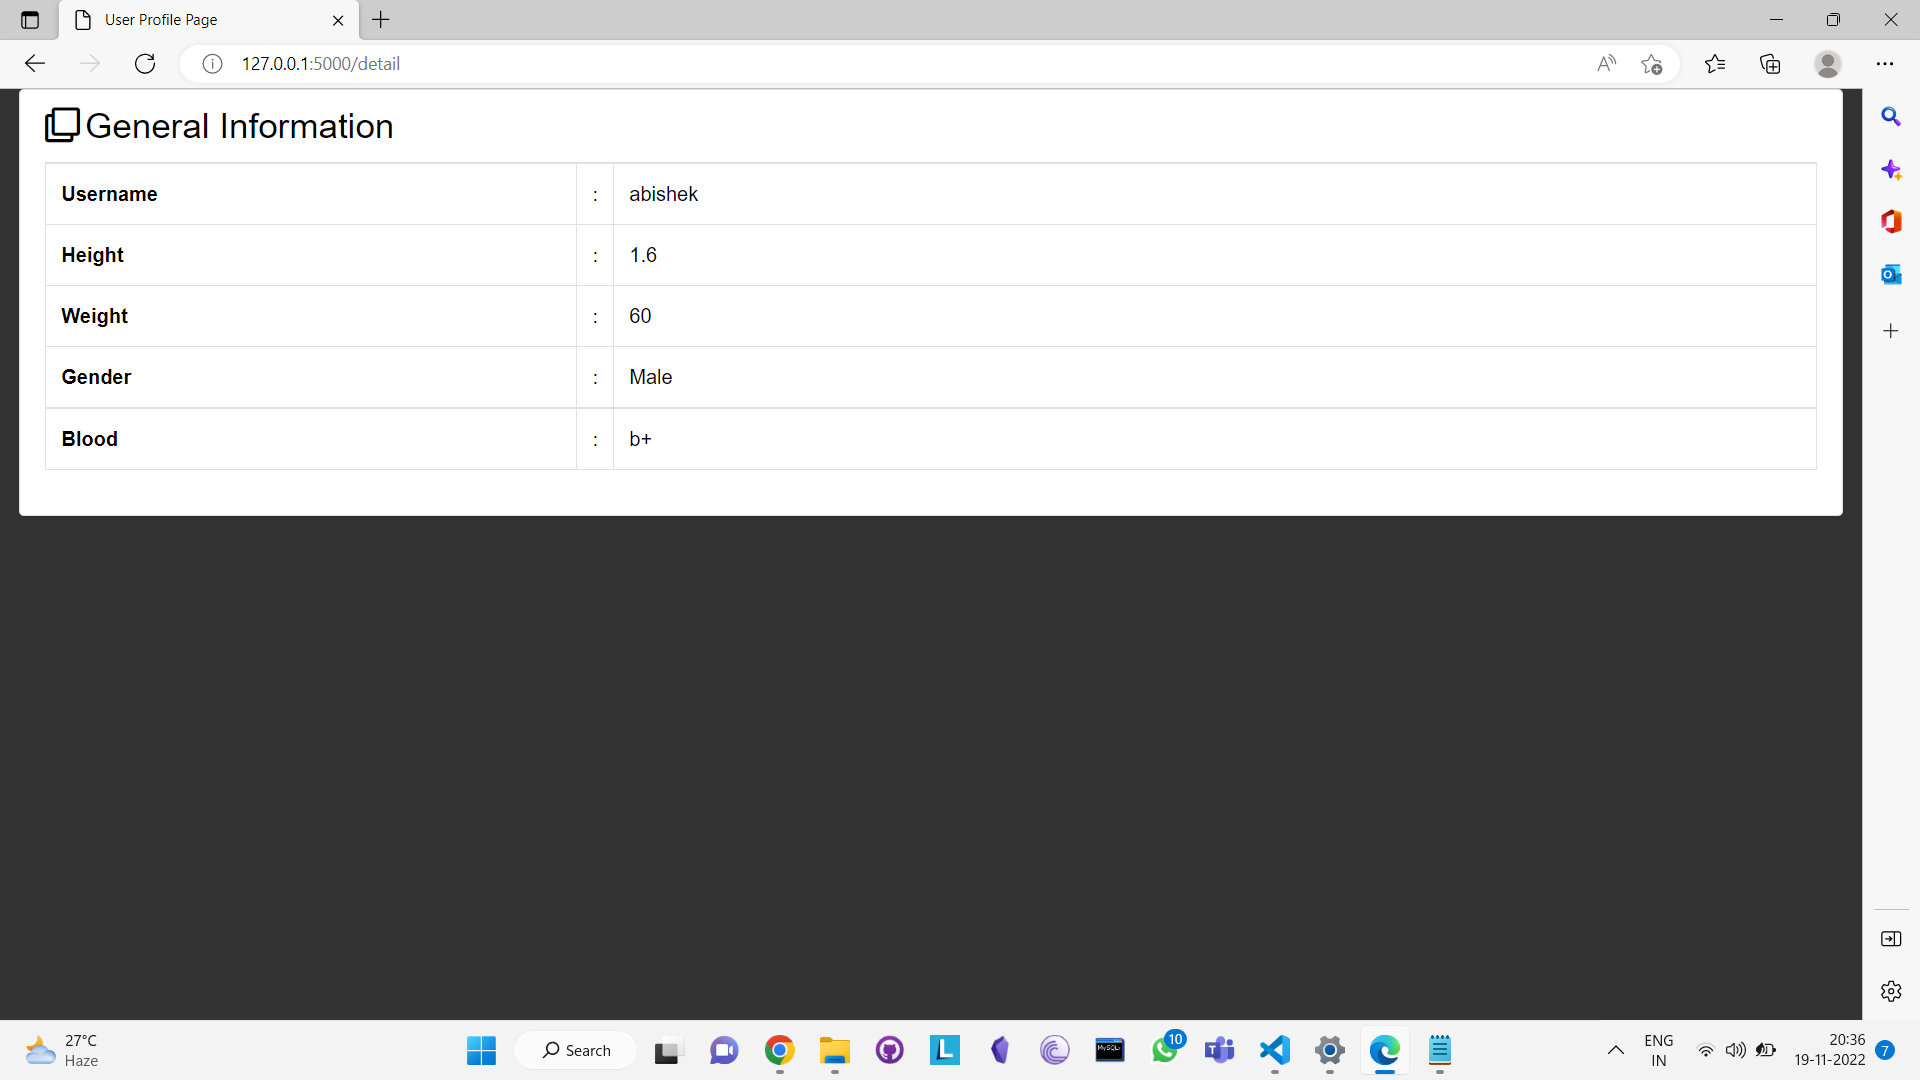 User Profile Page
127.0.0.1:5000/detail
General Information
Username : abishek
Height : 1.6
Weight : 60
Gender : Male
Blood : b+
27°C
Haze
Search
L
MySQL
10
ENG
IN
20:36
19-11-2022
7